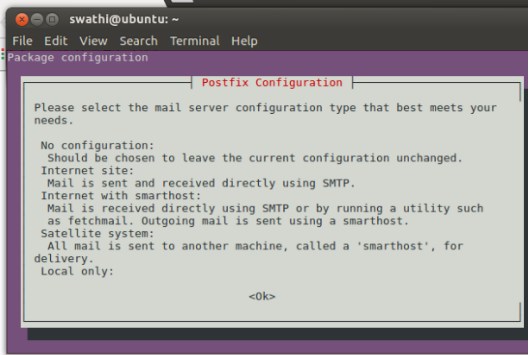 swathi@ubuntu: ~
File Edit View Search Terminal Help
Package configuration
Postfix Configuration
Please select the mail server configuration type that best meets your
needs.
No configuration:
Should be chosen to leave the current configuration unchanged.
Internet site:
Mail is sent and received directly using SMTP.
Internet with smarthost:
Mail is received directly using SMTP or by running a utility such
as fetchmail. Outgoing mail is sent using a smarthost.
Satellite system:
All mail is sent to another machine, called a 'smarthost', for
delivery.
Local only:
<Ok>